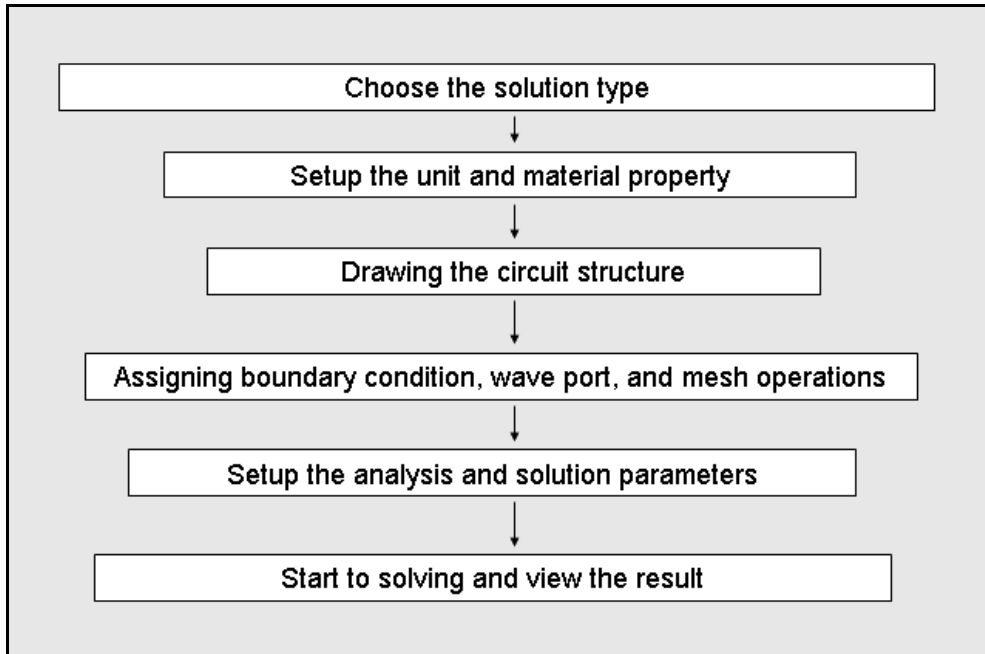 Choose the solution type
Setup the unit and material property
Drawing the circuit structure
Assigning boundary condition, wave port, and mesh operations
Setup the analysis and solution parameters
Start to solving and view the result